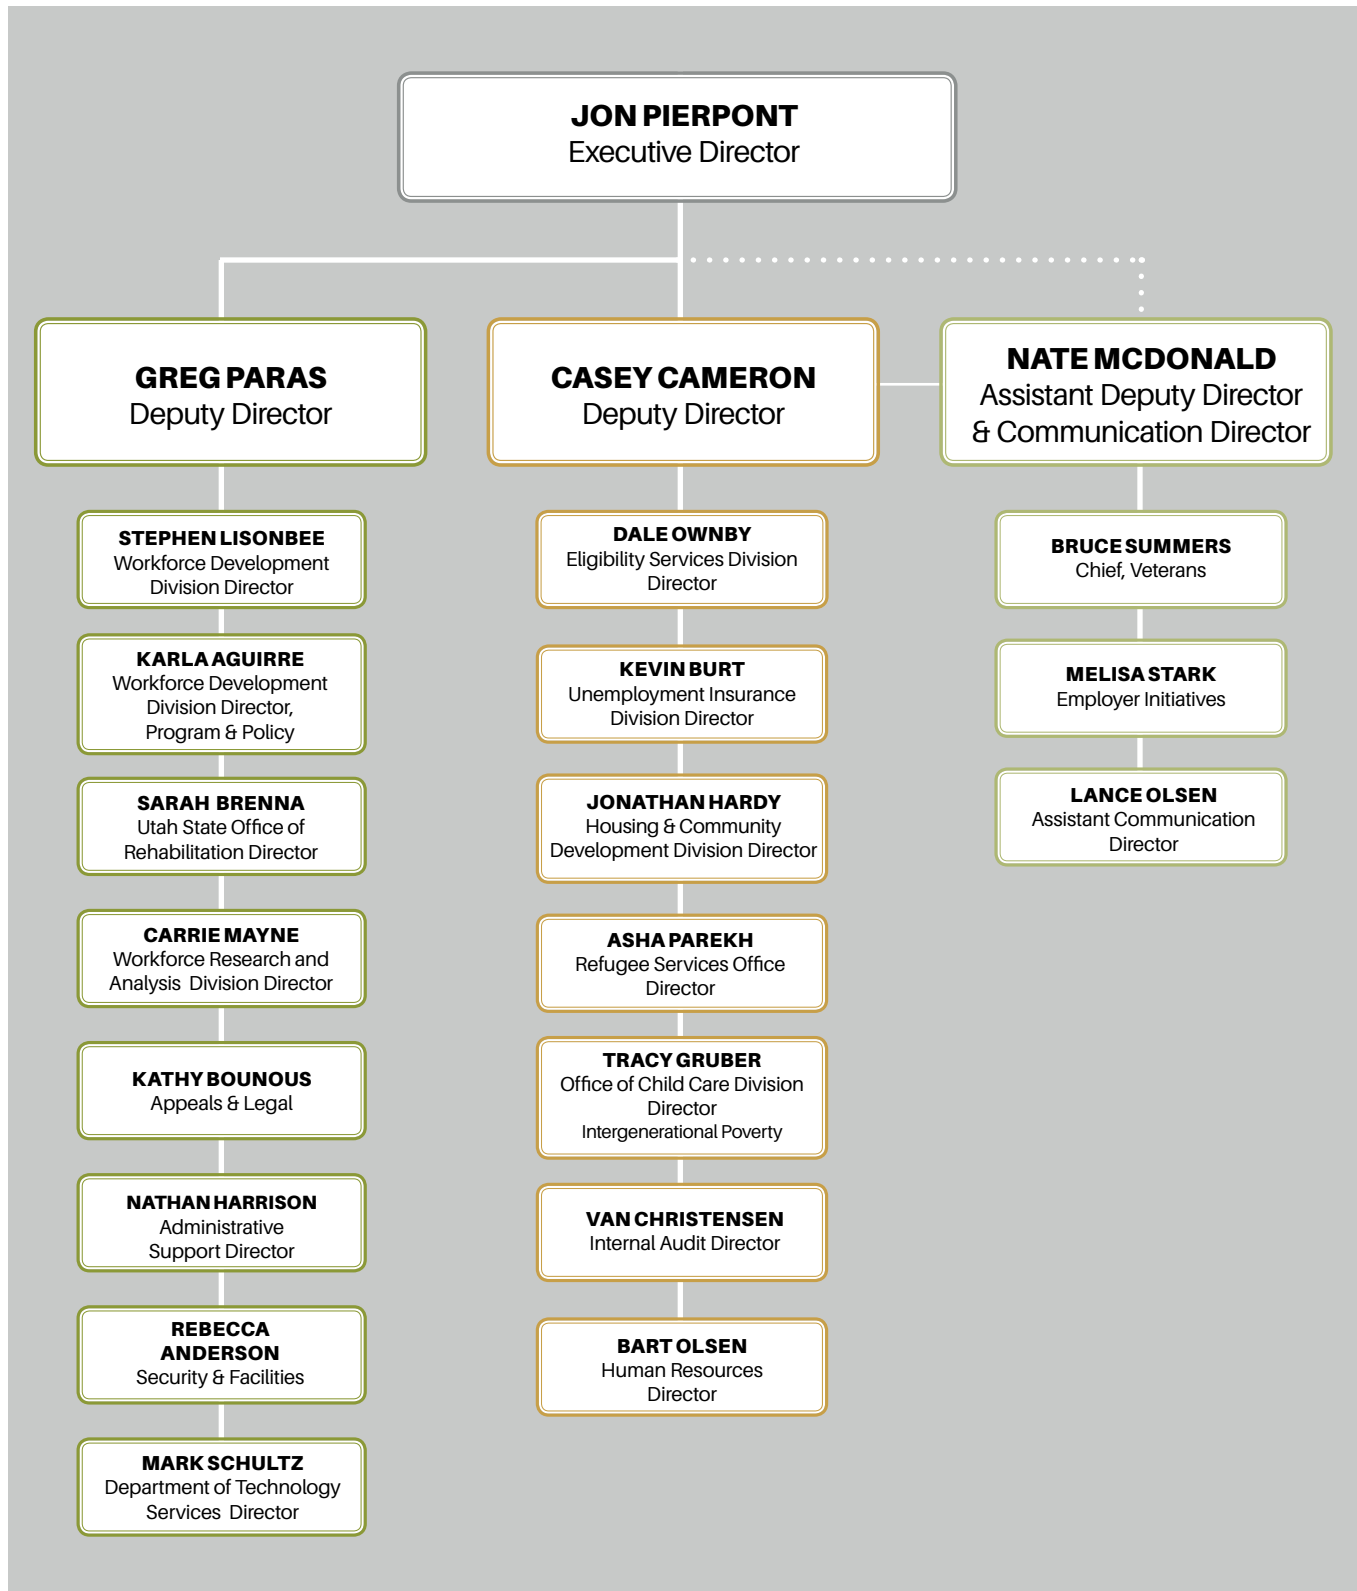 JON PIERPONT
Executive Director
GREG PARAS
Deputy Director
CASEY CAMERON
Deputy Director
NATE MCDONALD
Assistant Deputy Director
& Communication Director
STEPHEN LISONBEE
Workforce Development
Division Director
KARLA AGUIRRE
Workforce Development
Division Director,
Program & Policy
SARAH BRENNA
Utah State Office of
Rehabilitation Director
CARRIE MAYNE
Workforce Research and
Analysis Division Director
KATHY BOUNOUS
Appeals & Legal
NATHAN HARRISON
Administrative
Support Director
REBECCA
ANDERSON
Security & Facilities
MARK SCHULTZ
Department of Technology
Services Director
DALE OWNBY
Eligibility Services Division
Director
KEVIN BURT
Unemployment Insurance
Division Director
JONATHAN HARDY
Housing & Community
Development Division Director
ASHA PAREKH
Refugee Services Office
Director
TRACY GRUBER
Office of Child Care Division
Director
Intergenerational Poverty
VAN CHRISTENSEN
Internal Audit Director
BART OLSEN
Human Resources
Director
BRUCE SUMMERS
Chief, Veterans
MELISA STARK
Employer Initiatives
LANCE OLSEN
Assistant Communication
Director